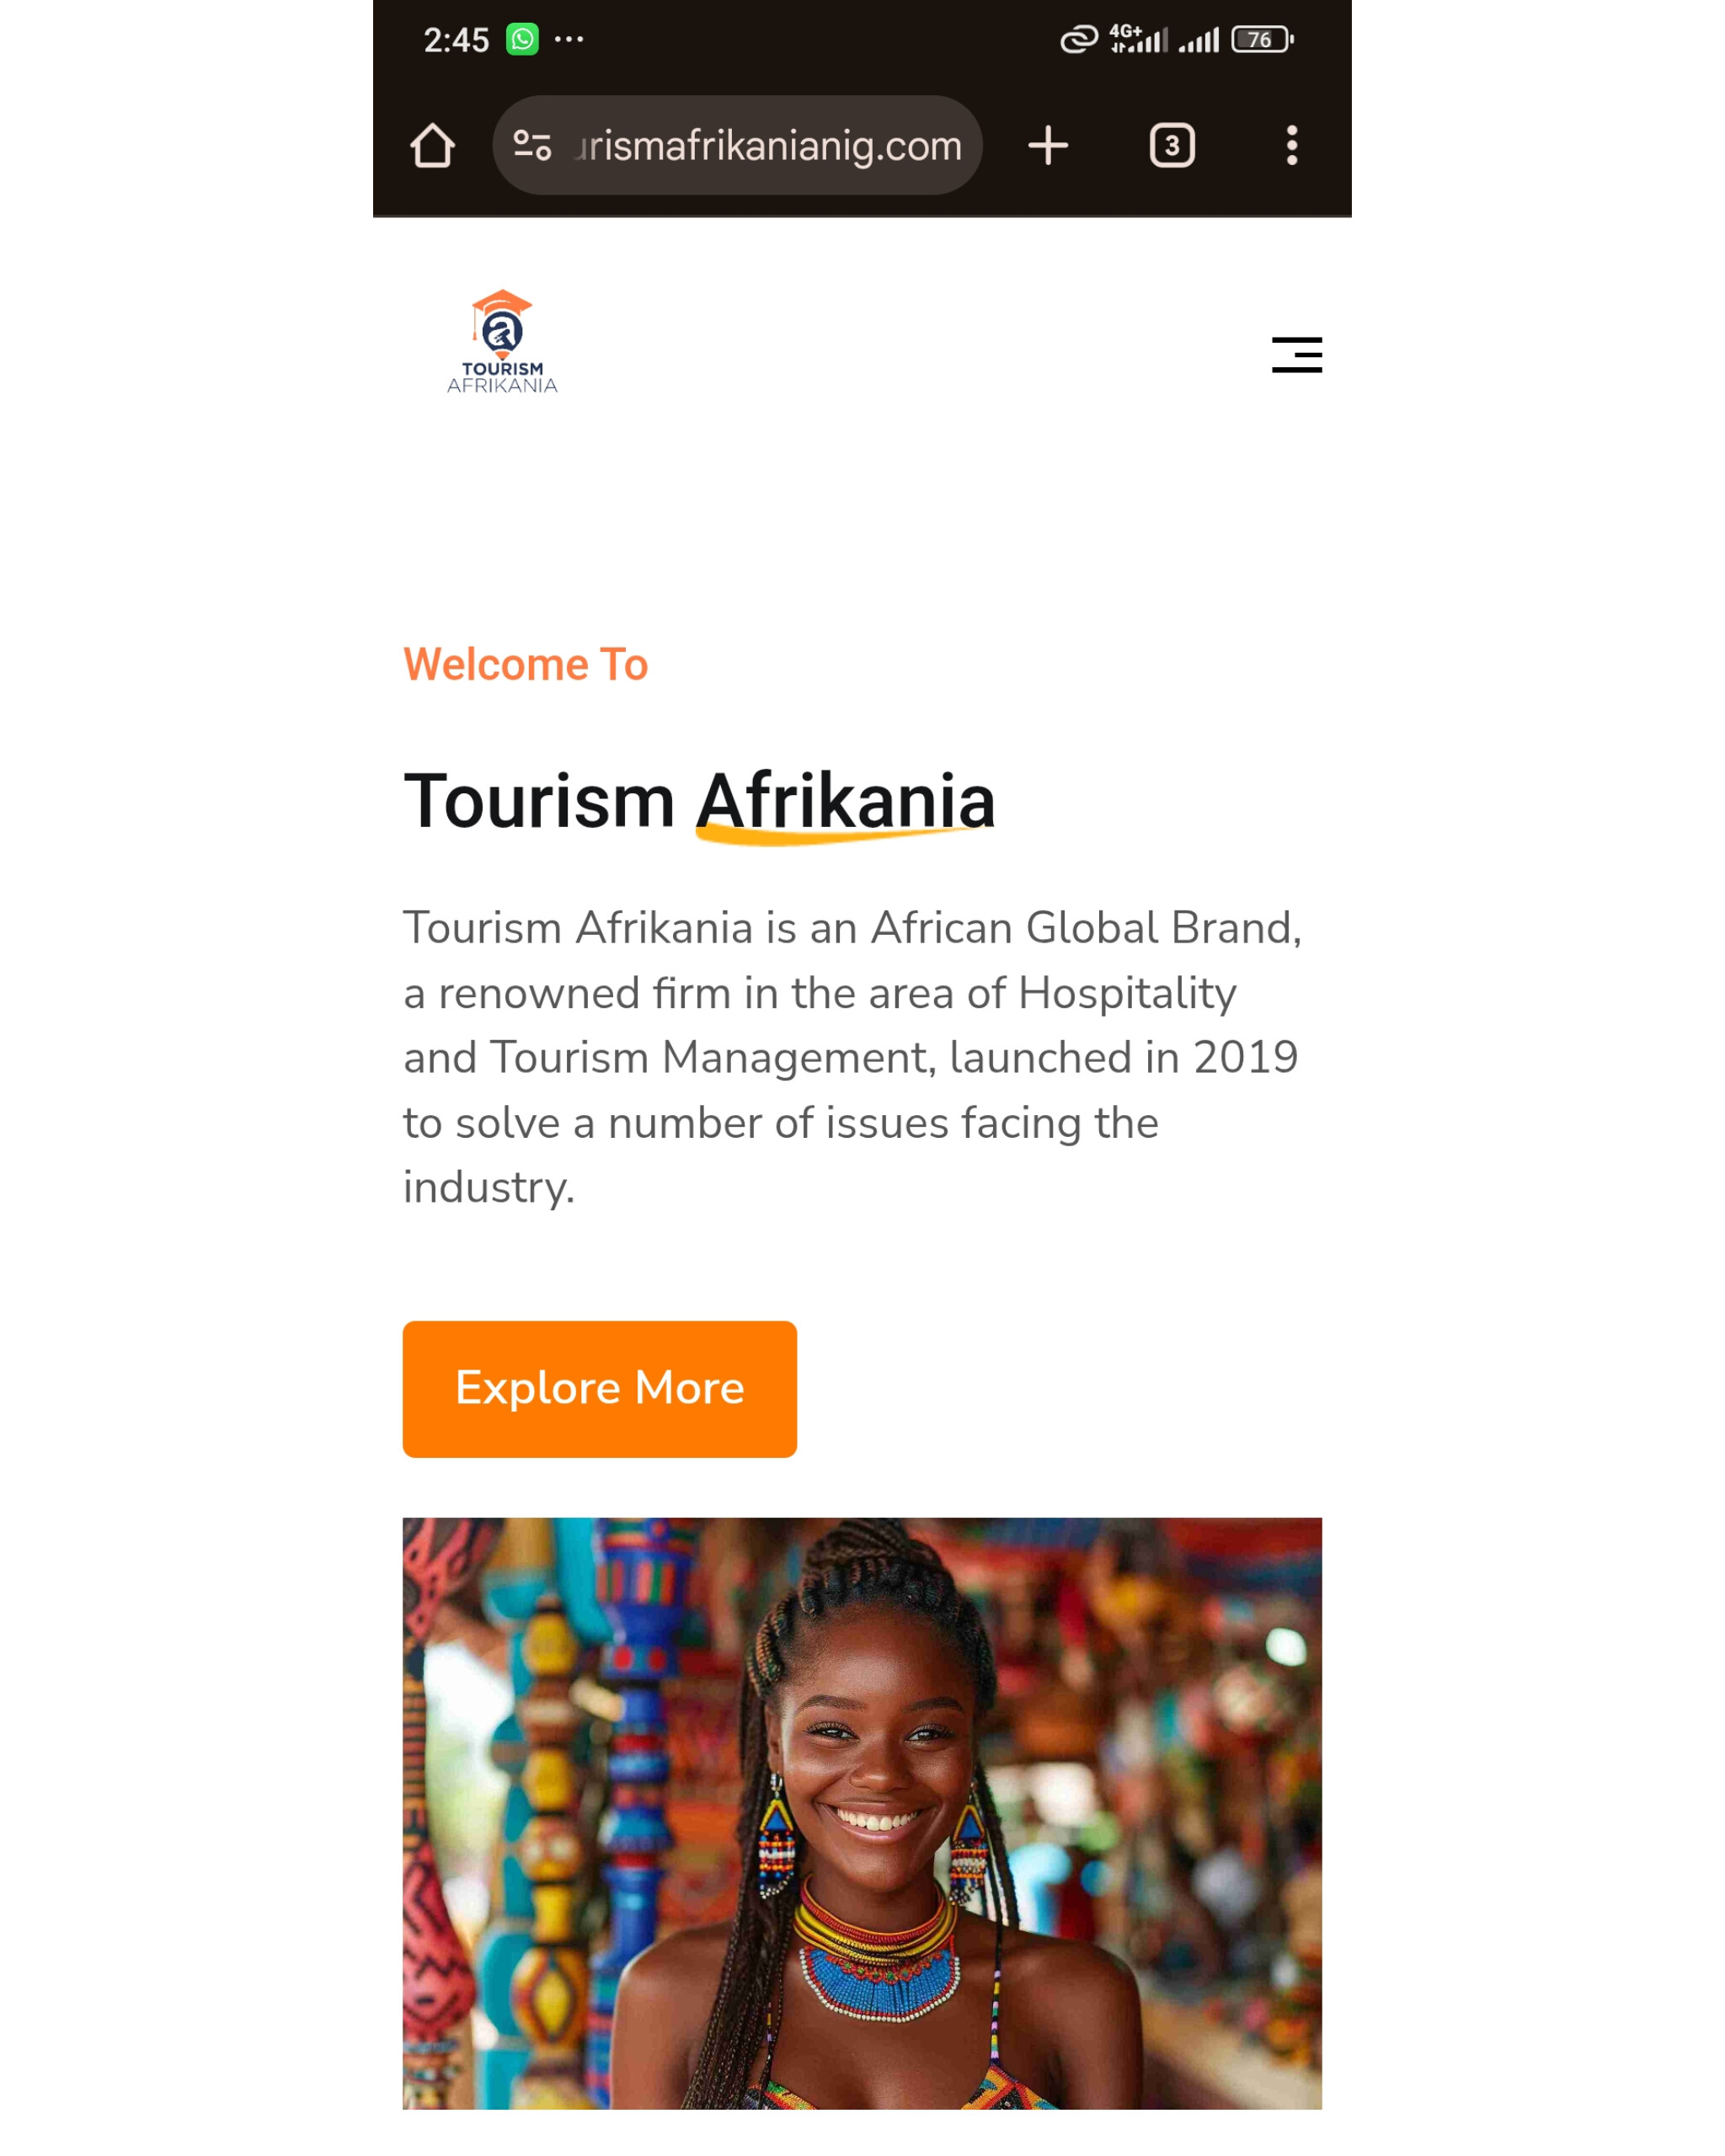 2:45
4G+
76
rismafrikanianig.com
3
TOURISM
AFRIKANIA
Welcome To
Tourism Afrikania
Tourism Afrikania is an African Global Brand,
a renowned firm in the area of Hospitality
and Tourism Management, launched in 2019
to solve a number of issues facing the
industry.
Explore More